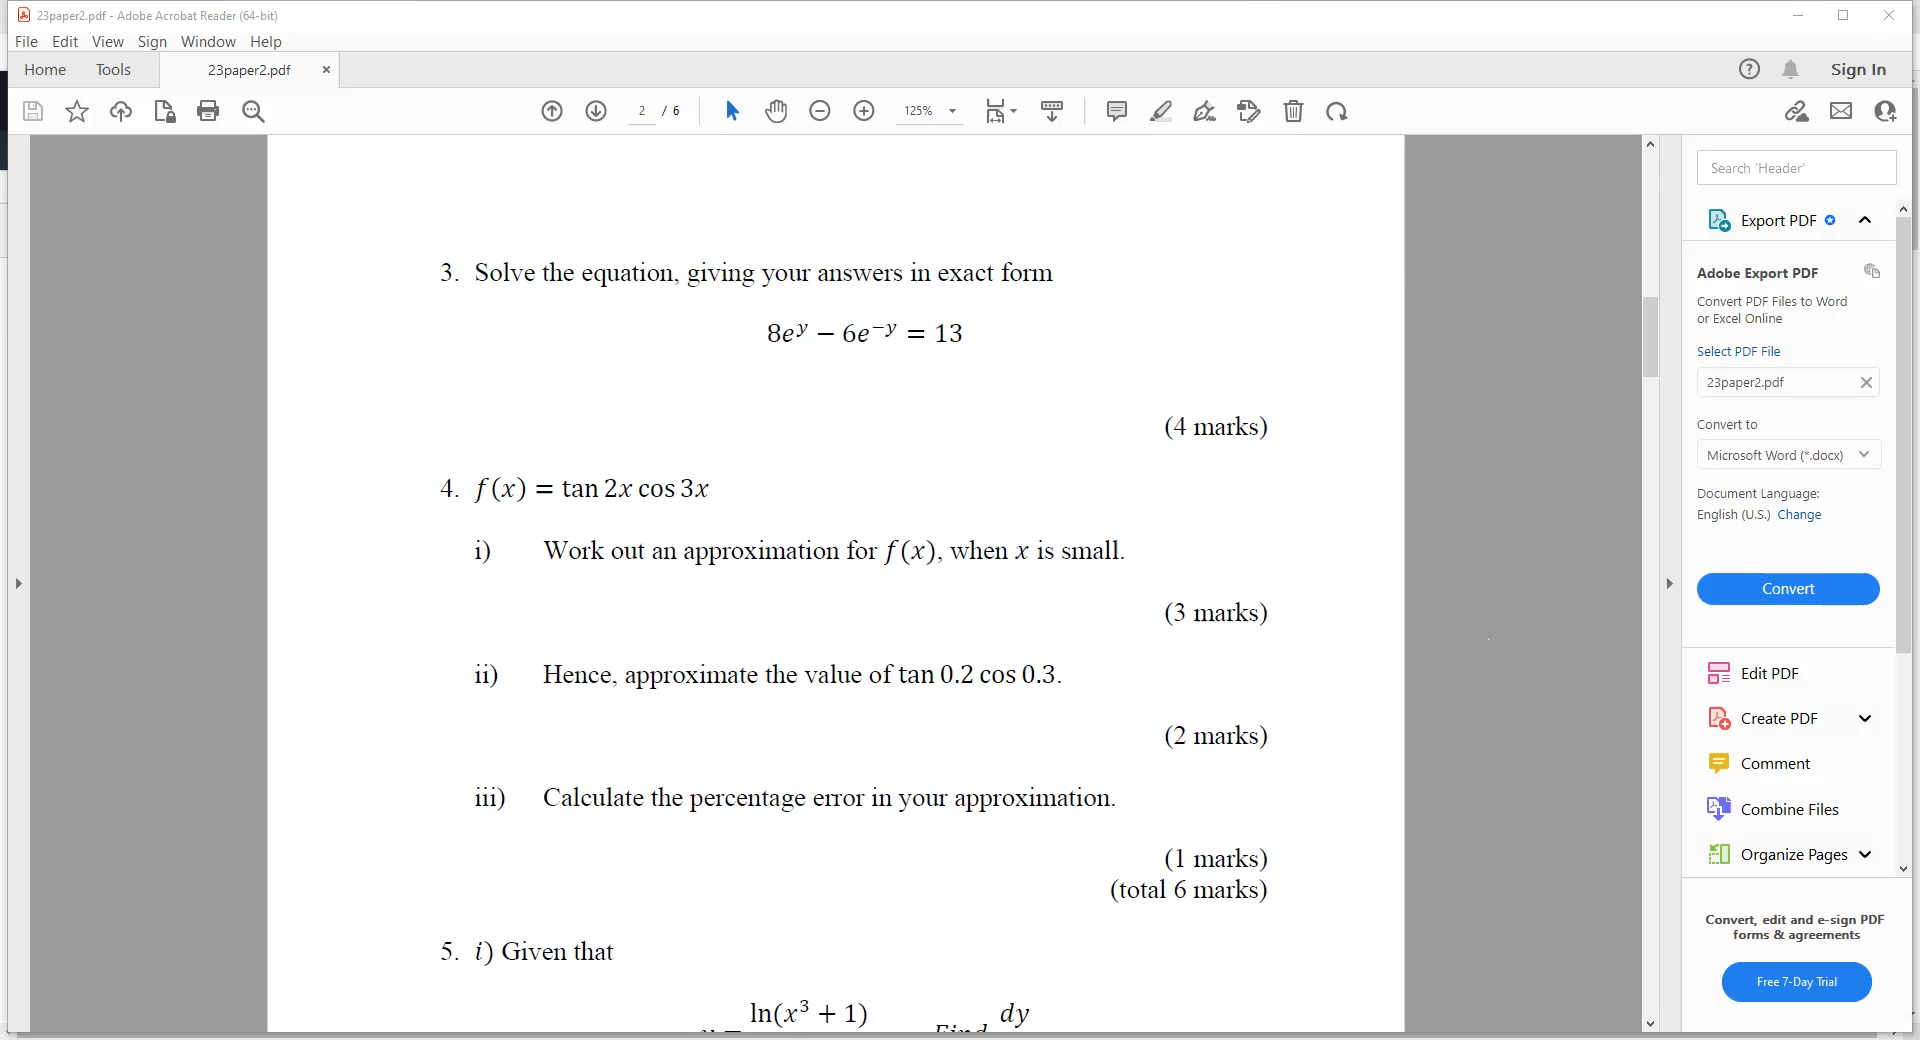 23paper2.pdf - Adobe Acrobat Reader (64-bit)
File Edit View Sign Window Help
Home Tools 23paper2.pdf × Sign In
2 / 6 125%
Search 'Header'
Export PDF
Adobe Export PDF
Convert PDF Files to Word
or Excel Online
Select PDF File
23paper2.pdf
Convert to
Microsoft Word (*.docx)
Document Language:
English (U.S.) Change
Convert
Edit PDF
Create PDF
Comment
Combine Files
Organize Pages
Convert, edit and e-sign PDF
forms & agreements
Free 7-Day Trial
3. Solve the equation, giving your answers in exact form
8e^y − 6e^−y = 13
(4 marks)
4. f(x) = tan 2x cos 3x
i) Work out an approximation for f(x), when x is small.
(3 marks)
ii) Hence, approximate the value of tan 0.2 cos 0.3.
(2 marks)
iii) Calculate the percentage error in your approximation.
(1 marks)
(total 6 marks)
5. i) Given that
ln(x³ + 1) dy